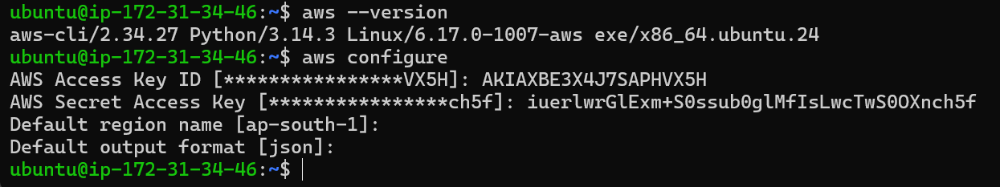 ubuntu@ip-172-31-34-46:~$ aws --version
aws-cli/2.34.27 Python/3.14.3 Linux/6.17.0-1007-aws exe/x86_64.ubuntu.24
ubuntu@ip-172-31-34-46:~$ aws configure
AWS Access Key ID [****************VX5H]: AKIAXBE3X4J7SAPHVX5H
AWS Secret Access Key [****************ch5f]: 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
Default region name [ap-south-1]:
Default output format [json]:
ubuntu@ip-172-31-34-46:~$